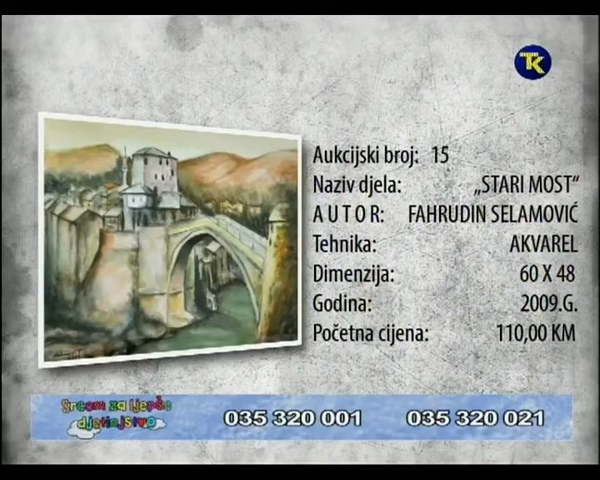 TK
Aukcijski broj: 15
Naziv djela: „STARI MOST“
A U T O R: FAHRUDIN SELAMOVIĆ
Tehnika: AKVAREL
Dimenzija: 60 X 48
Godina: 2009.G.
Početna cijena: 110,00 KM
Srcem za ljepše
djetinjstvo
035 320 001 035 320 021